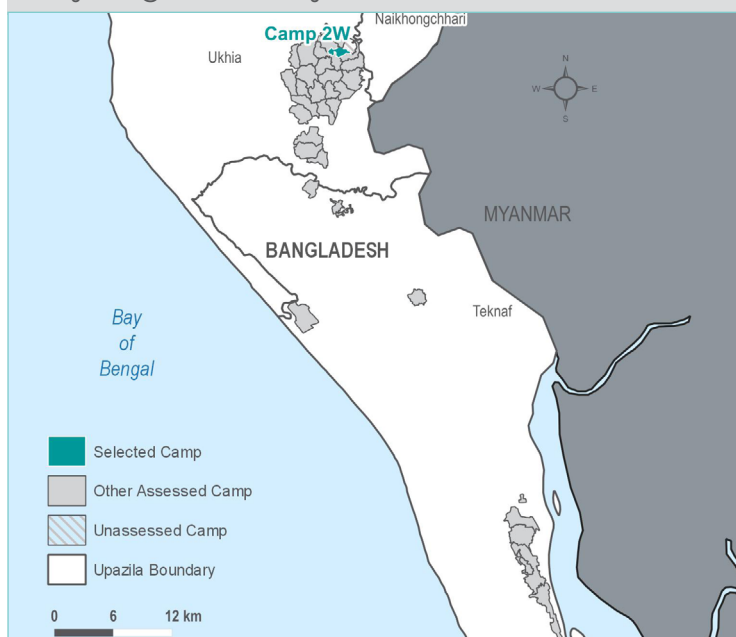 Naikhongchhari
Camp 2W
Ukhia
N
W
E
S
MYANMAR
BANGLADESH
Teknaf
Bay
of
Bengal
Selected Camp
Other Assessed Camp
Unassessed Camp
Upazila Boundary
0 6 12 km